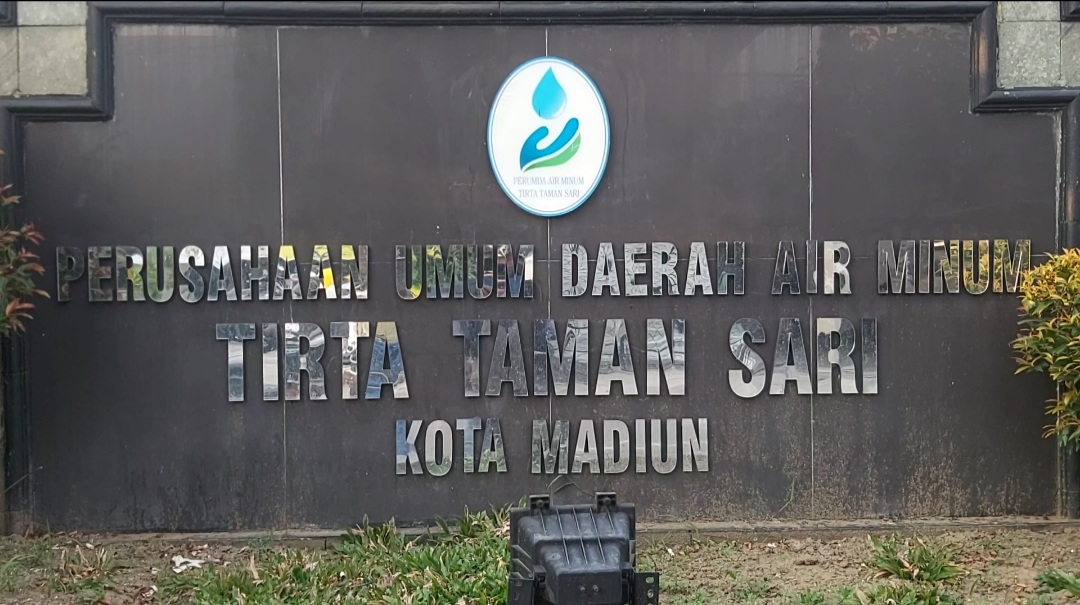 PERUMDA AIR MINUM
TIRTA TAMAN SARI
PERUSAHAAN UMUM DAERAH AIR MINUM
TIRTA TAMAN SARI
KOTA MADIUN